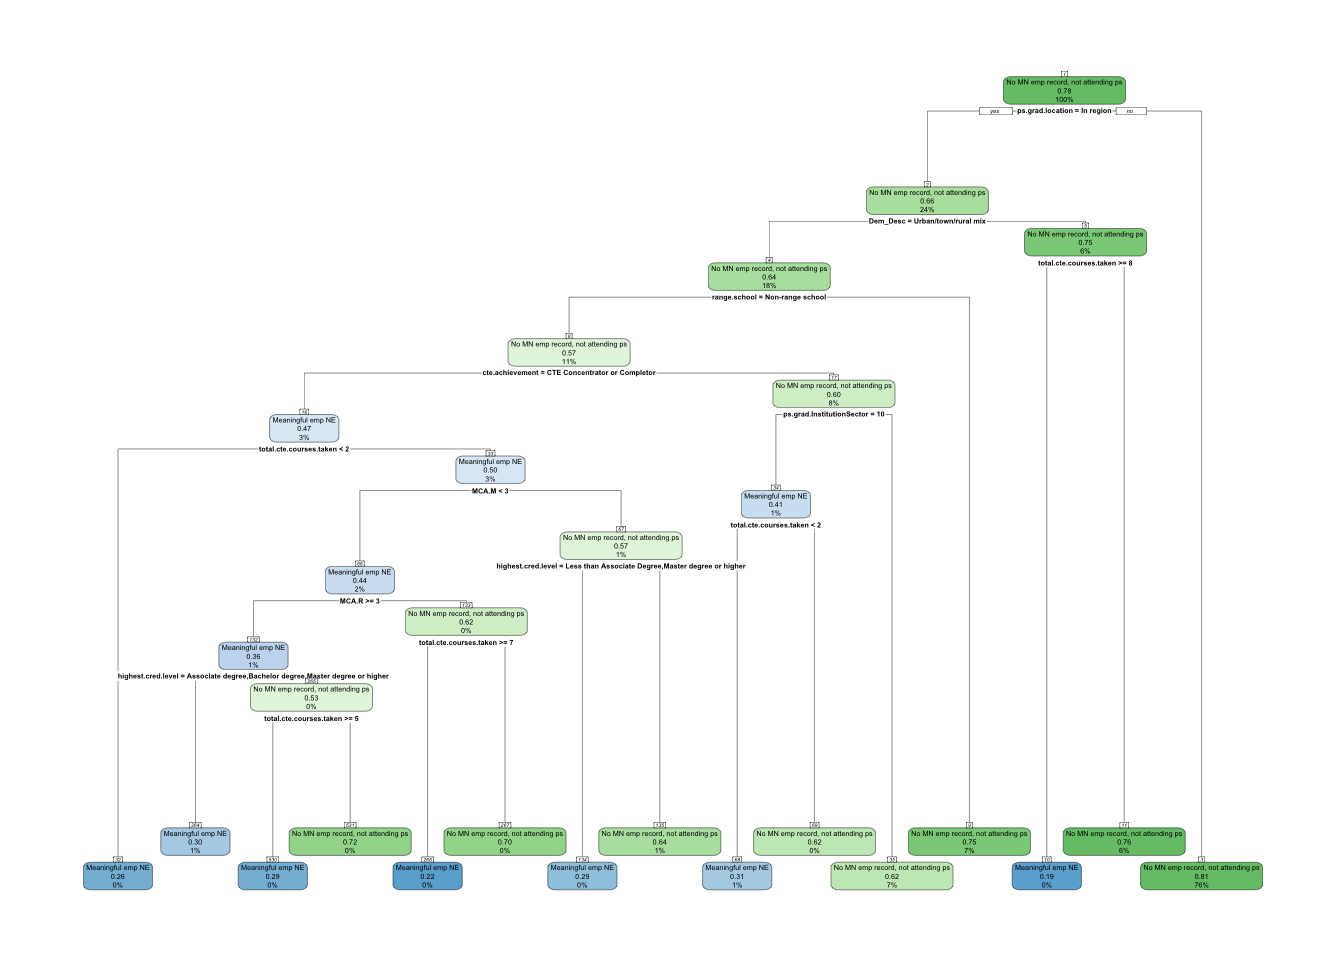 1
No MN emp record, not attending ps
0.78
100%
yes ps.grad.location = In region no
2
No MN emp record, not attending ps
0.66
24%
Dem_Desc = Urban/town/rural mix
5
No MN emp record, not attending ps
0.75
6%
total.cte.courses.taken >= 8
4
No MN emp record, not attending ps
0.64
18%
range.school = Non-range school
8
No MN emp record, not attending ps
0.57
11%
cte.achievement = CTE Concentrator or Completor
17
No MN emp record, not attending ps
0.60
8%
ps.grad.InstitutionSector = 10
16
Meaningful emp NE
0.47
3%
total.cte.courses.taken < 2
33
Meaningful emp NE
0.50
3%
MCA.M < 3
34
Meaningful emp NE
0.41
1%
total.cte.courses.taken < 2
67
No MN emp record, not attending ps
0.57
1%
highest.cred.level = Less than Associate Degree,Master degree or higher
66
Meaningful emp NE
0.44
2%
MCA.R >= 3
133
No MN emp record, not attending ps
0.62
0%
total.cte.courses.taken >= 7
132
Meaningful emp NE
0.36
1%
highest.cred.level = Associate degree,Bachelor degree,Master degree or higher
265
No MN emp record, not attending ps
0.53
0%
total.cte.courses.taken >= 5
264
Meaningful emp NE
0.30
1%
531
No MN emp record, not attending ps
0.72
0%
267
No MN emp record, not attending ps
0.70
0%
135
No MN emp record, not attending ps
0.64
1%
69
No MN emp record, not attending ps
0.62
0%
9
No MN emp record, not attending ps
0.75
7%
11
No MN emp record, not attending ps
0.76
6%
32
Meaningful emp NE
0.26
0%
530
Meaningful emp NE
0.29
0%
266
Meaningful emp NE
0.22
0%
134
Meaningful emp NE
0.29
0%
68
Meaningful emp NE
0.31
1%
35
No MN emp record, not attending ps
0.62
7%
10
Meaningful emp NE
0.19
0%
3
No MN emp record, not attending ps
0.81
76%